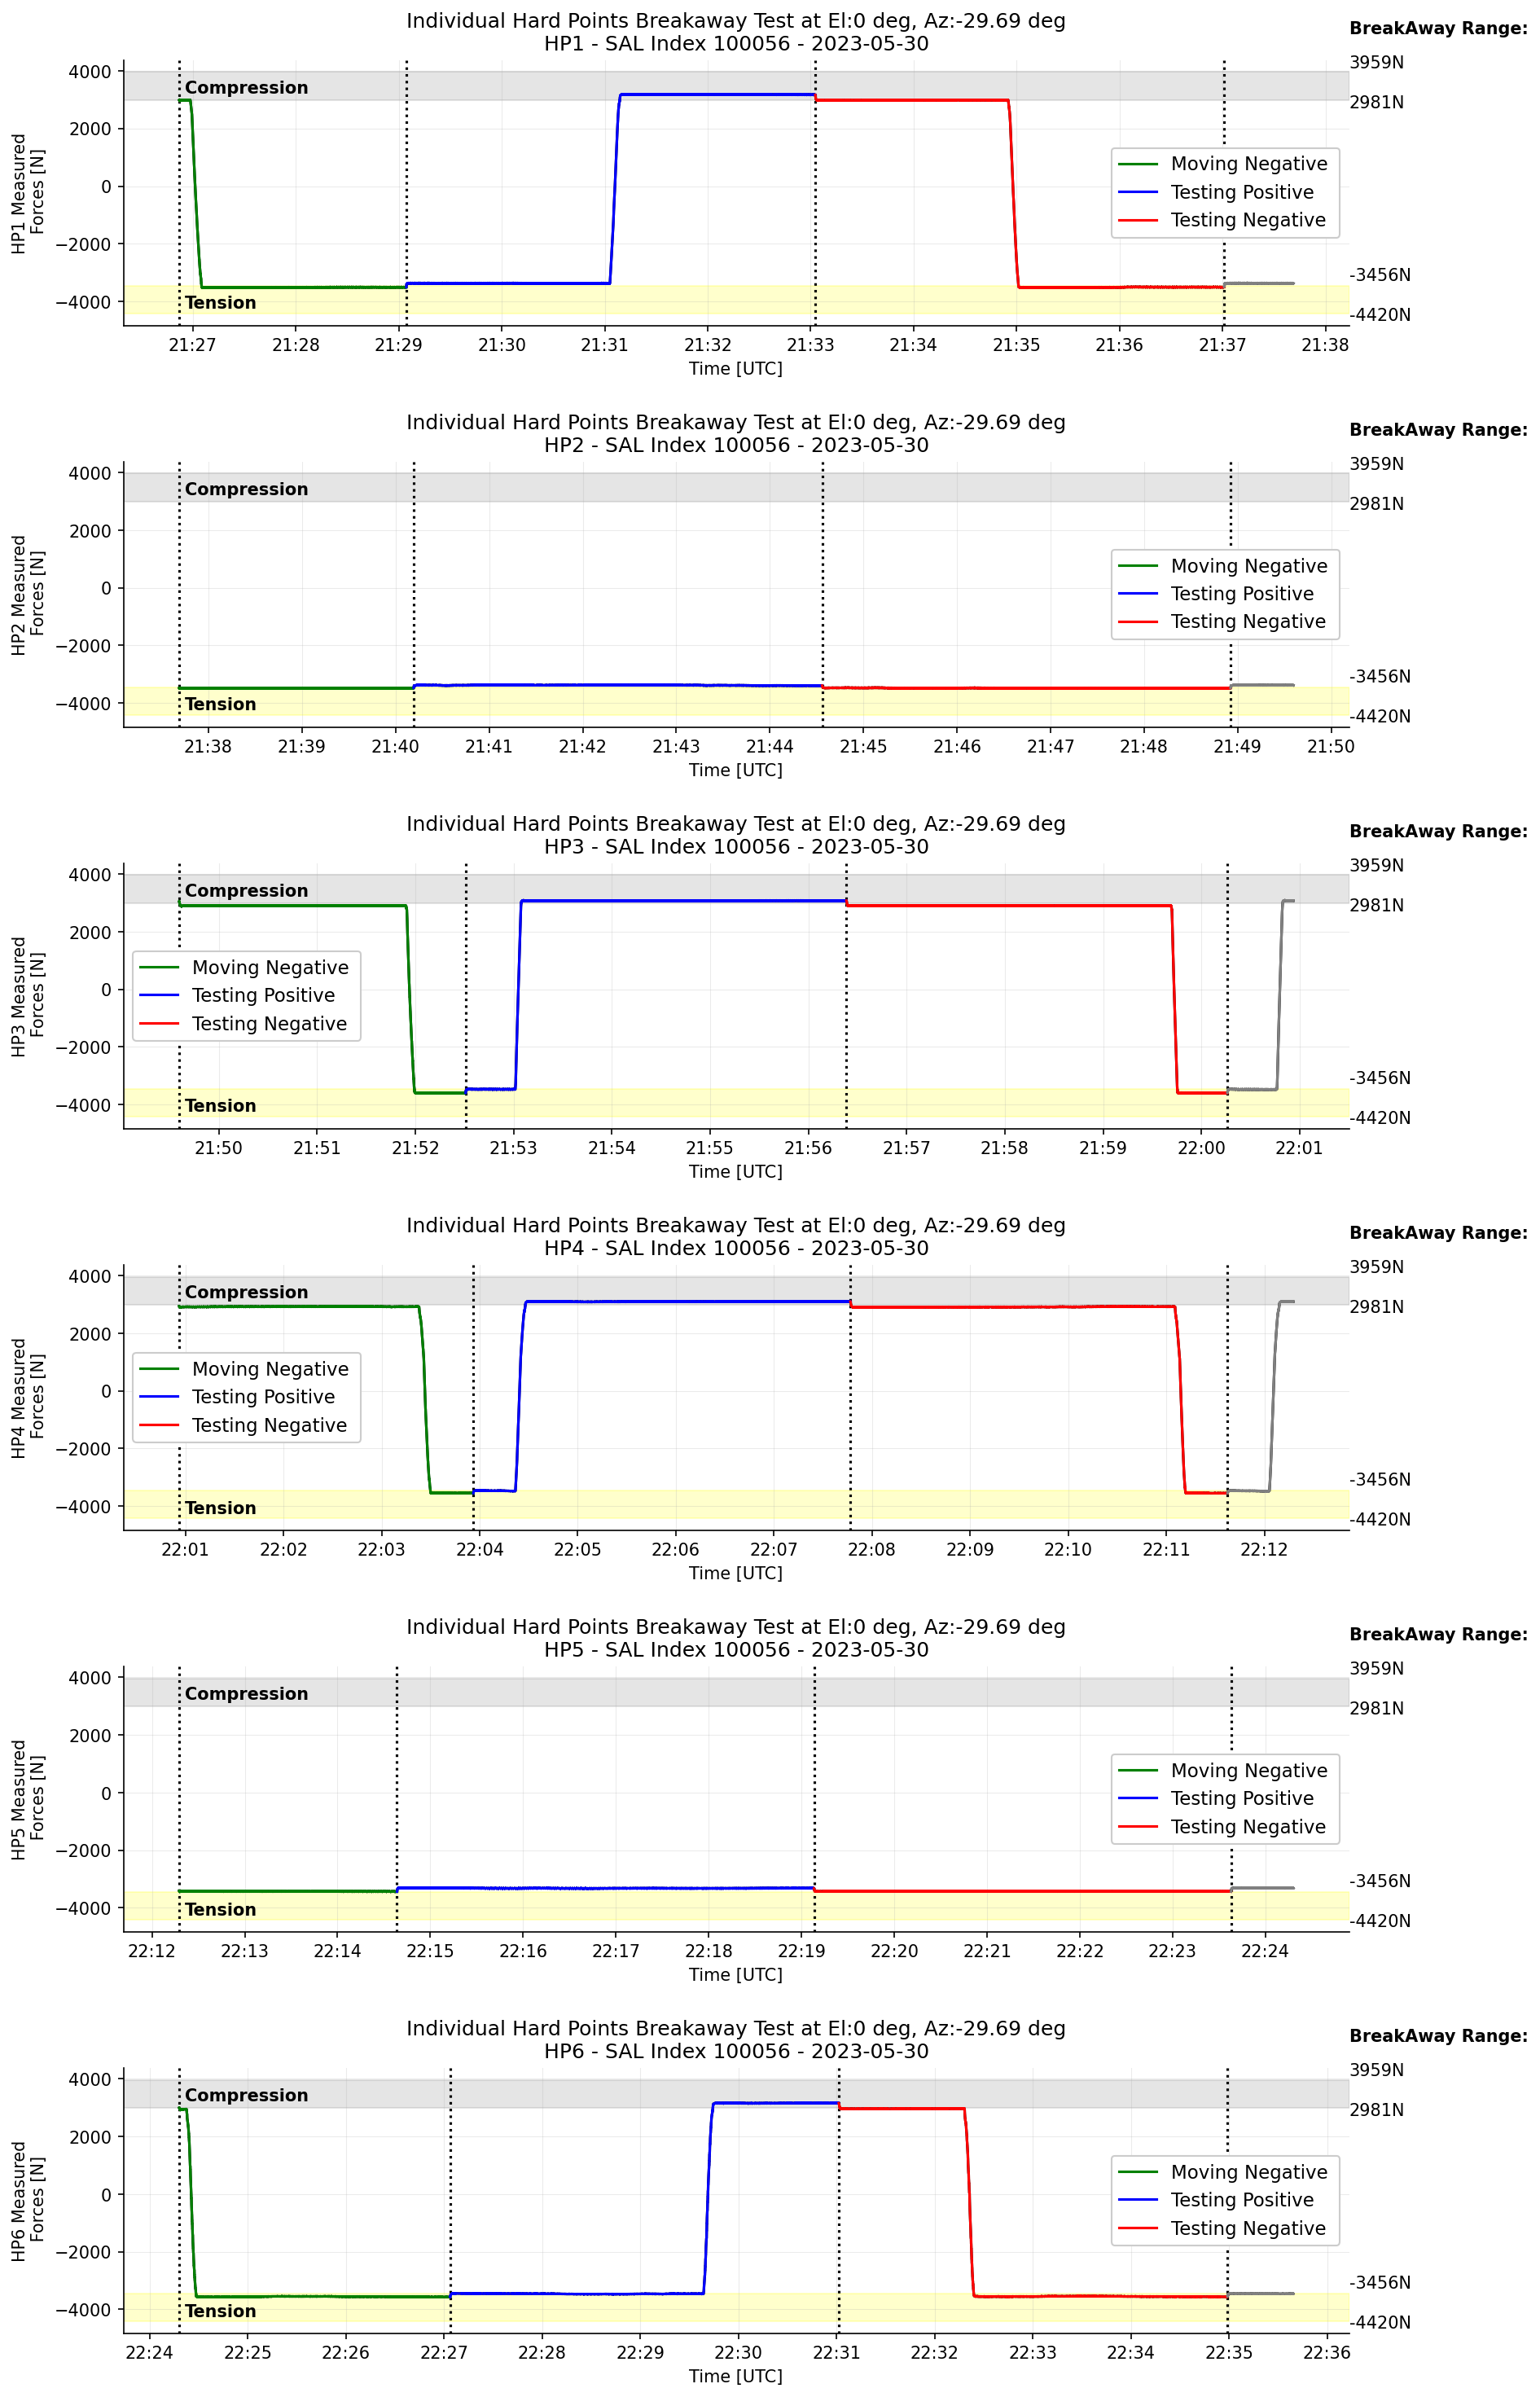 Individual Hard Points Breakaway Test at El:0 deg, Az:-29.69 deg
HP1 - SAL Index 100056 - 2023-05-30
BreakAway Range:
3959N
2981N
-3456N
-4420N
HP1 Measured
Forces [N]
4000
2000
0
−2000
−4000
Compression
Tension
Moving Negative
Testing Positive
Testing Negative
21:27 21:28 21:29 21:30 21:31 21:32 21:33 21:34 21:35 21:36 21:37 21:38
Time [UTC]
Individual Hard Points Breakaway Test at El:0 deg, Az:-29.69 deg
HP2 - SAL Index 100056 - 2023-05-30
BreakAway Range:
3959N
2981N
-3456N
-4420N
HP2 Measured
Forces [N]
4000
2000
0
−2000
−4000
Compression
Tension
Moving Negative
Testing Positive
Testing Negative
21:38 21:39 21:40 21:41 21:42 21:43 21:44 21:45 21:46 21:47 21:48 21:49 21:50
Time [UTC]
Individual Hard Points Breakaway Test at El:0 deg, Az:-29.69 deg
HP3 - SAL Index 100056 - 2023-05-30
BreakAway Range:
3959N
2981N
-3456N
-4420N
HP3 Measured
Forces [N]
4000
2000
0
−2000
−4000
Compression
Tension
Moving Negative
Testing Positive
Testing Negative
21:50 21:51 21:52 21:53 21:54 21:55 21:56 21:57 21:58 21:59 22:00 22:01
Time [UTC]
Individual Hard Points Breakaway Test at El:0 deg, Az:-29.69 deg
HP4 - SAL Index 100056 - 2023-05-30
BreakAway Range:
3959N
2981N
-3456N
-4420N
HP4 Measured
Forces [N]
4000
2000
0
−2000
−4000
Compression
Tension
Moving Negative
Testing Positive
Testing Negative
22:01 22:02 22:03 22:04 22:05 22:06 22:07 22:08 22:09 22:10 22:11 22:12
Time [UTC]
Individual Hard Points Breakaway Test at El:0 deg, Az:-29.69 deg
HP5 - SAL Index 100056 - 2023-05-30
BreakAway Range:
3959N
2981N
-3456N
-4420N
HP5 Measured
Forces [N]
4000
2000
0
−2000
−4000
Compression
Tension
Moving Negative
Testing Positive
Testing Negative
22:12 22:13 22:14 22:15 22:16 22:17 22:18 22:19 22:20 22:21 22:22 22:23 22:24
Time [UTC]
Individual Hard Points Breakaway Test at El:0 deg, Az:-29.69 deg
HP6 - SAL Index 100056 - 2023-05-30
BreakAway Range:
3959N
2981N
-3456N
-4420N
HP6 Measured
Forces [N]
4000
2000
0
−2000
−4000
Compression
Tension
Moving Negative
Testing Positive
Testing Negative
22:24 22:25 22:26 22:27 22:28 22:29 22:30 22:31 22:32 22:33 22:34 22:35 22:36
Time [UTC]